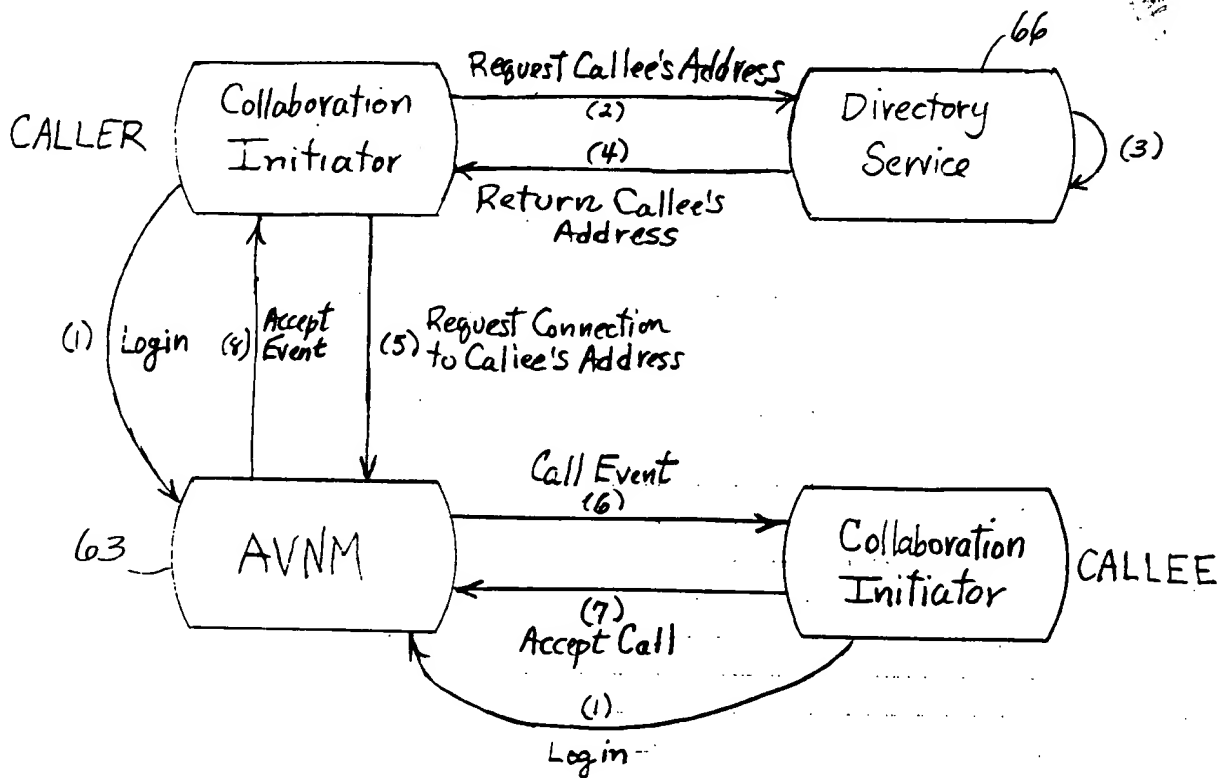 66
Request Callee's Address
(2)
Collaboration
Initiator
CALLER
Directory
Service
(3)
(4)
Return Callee's
Address
(1) Login
(8) Accept
Event
(5) Request Connection
to Callee's Address
Call Event
(6)
63
AVNM
Collaboration
Initiator
CALLEE
(7)
Accept Call
(1)
Login